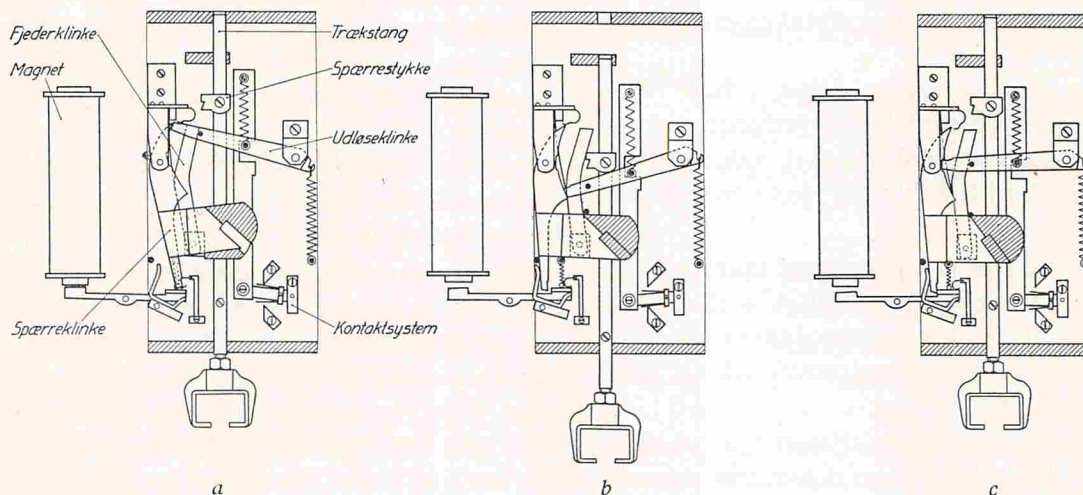 Fjederklinke
Magnet
Trækstang
Spærrestykke
Udløseklinke
Spærreklinke
Kontaktsystem
a
b
c